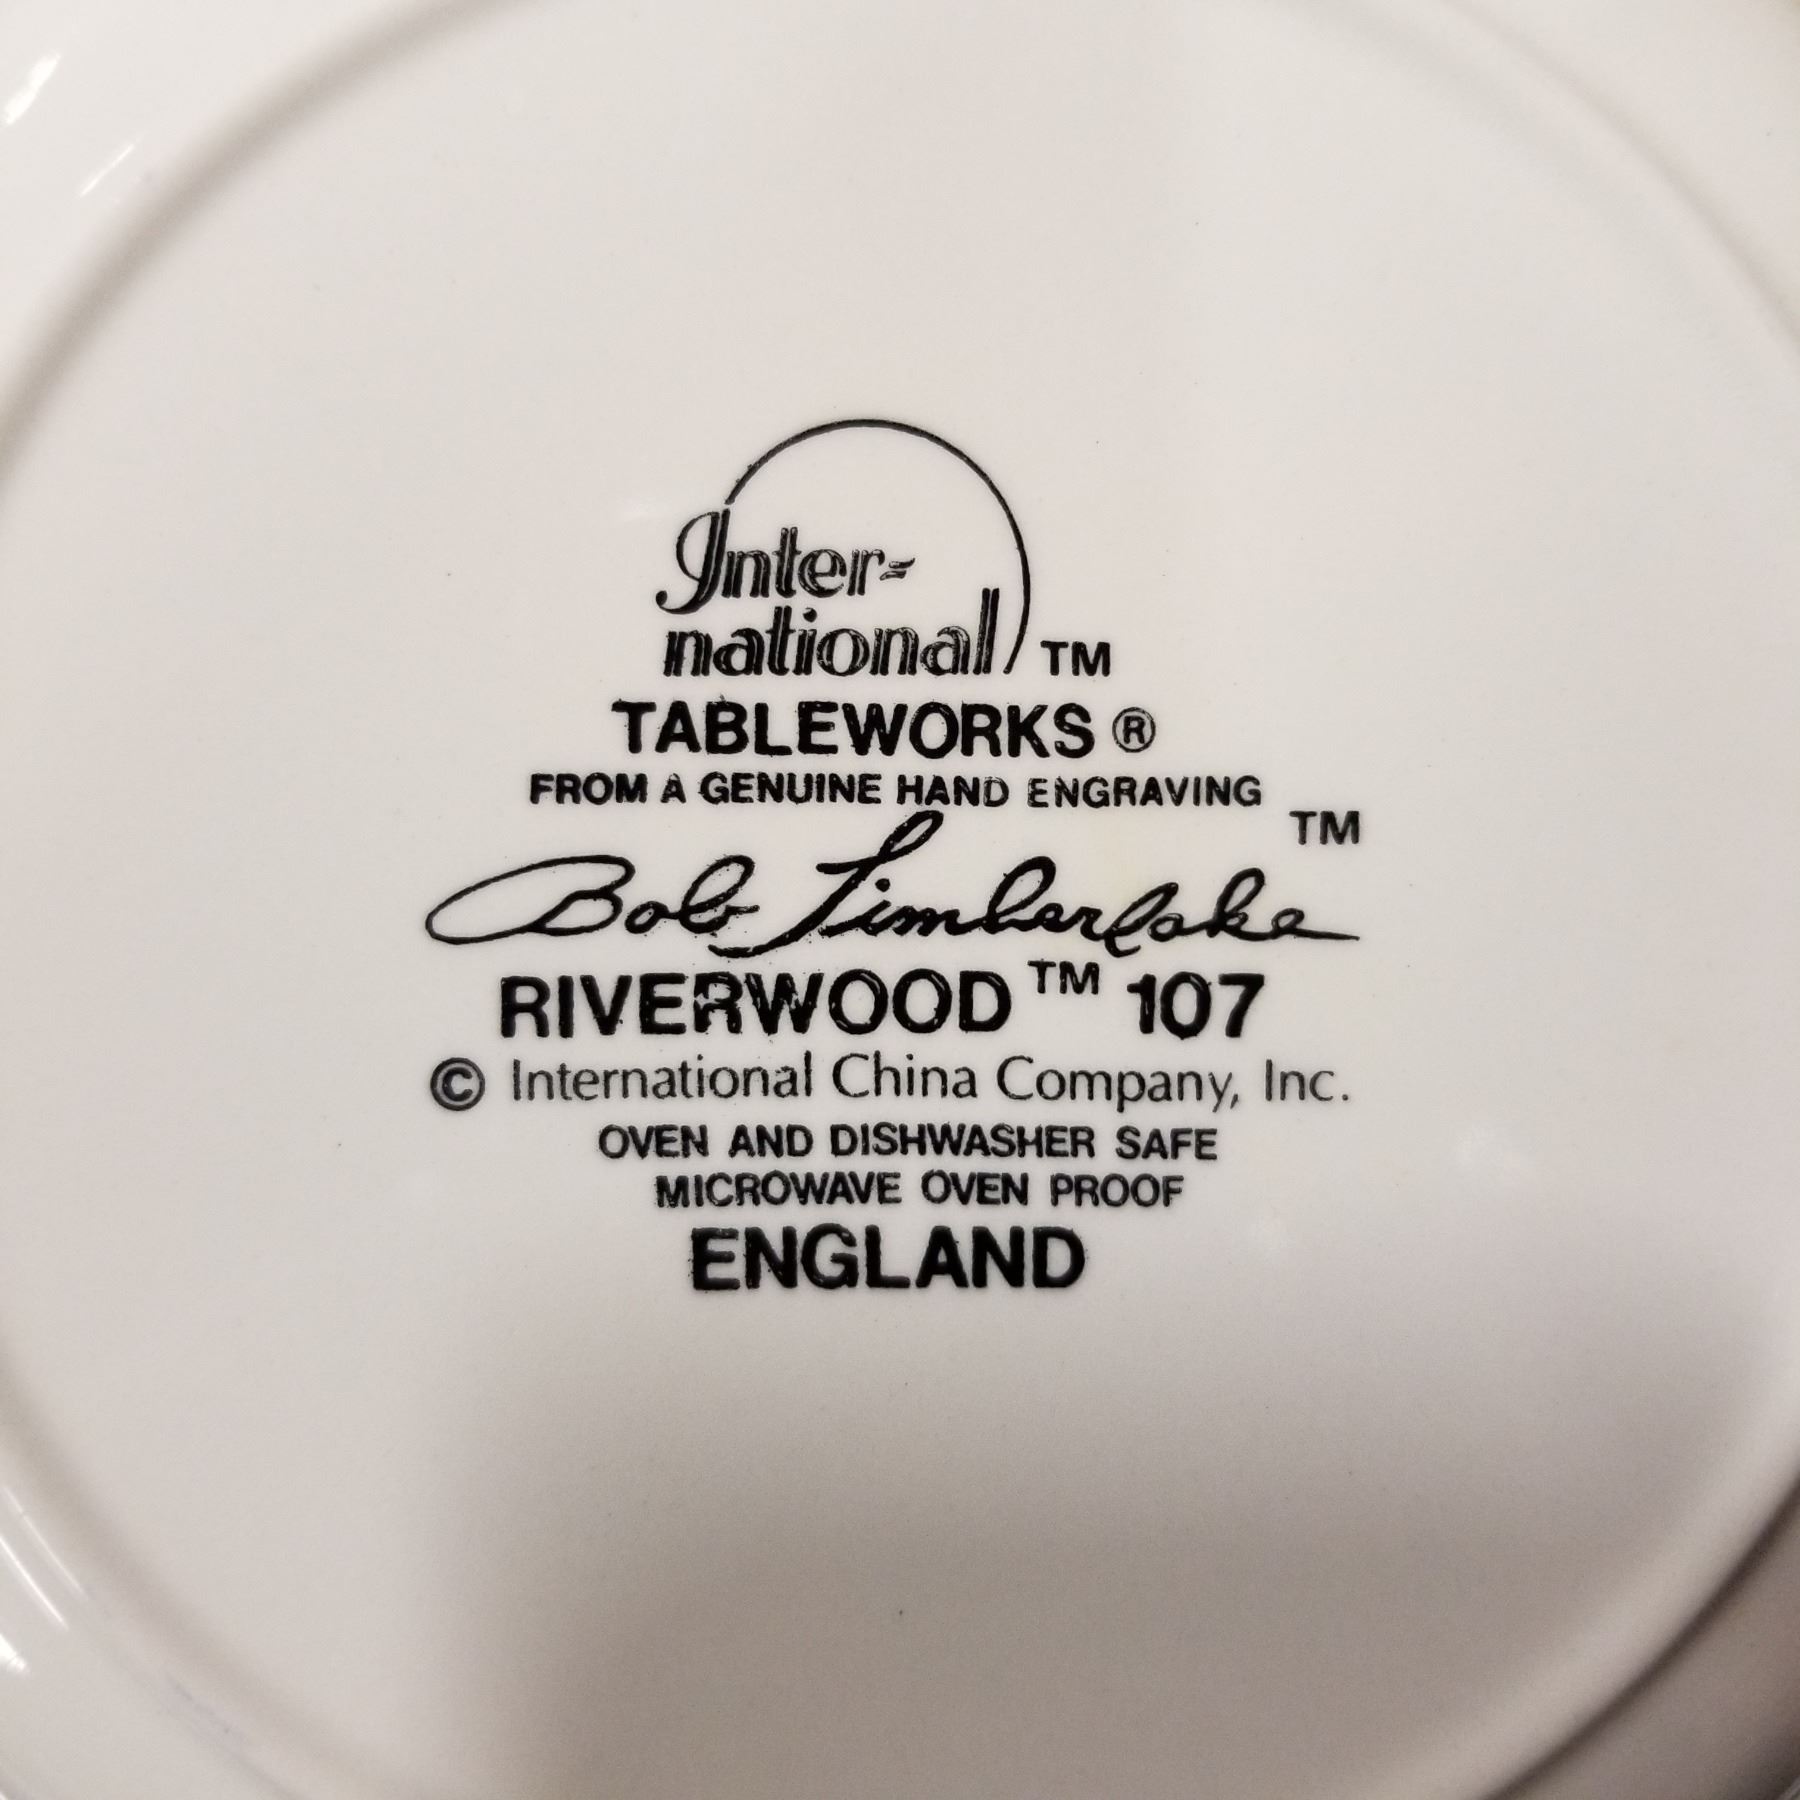 Inter-
national TM
TABLEWORKS ®
FROM A GENUINE HAND ENGRAVING
Bob Timberlake TM
RIVERWOOD TM 107
© International China Company, Inc.
OVEN AND DISHWASHER SAFE
MICROWAVE OVEN PROOF
ENGLAND